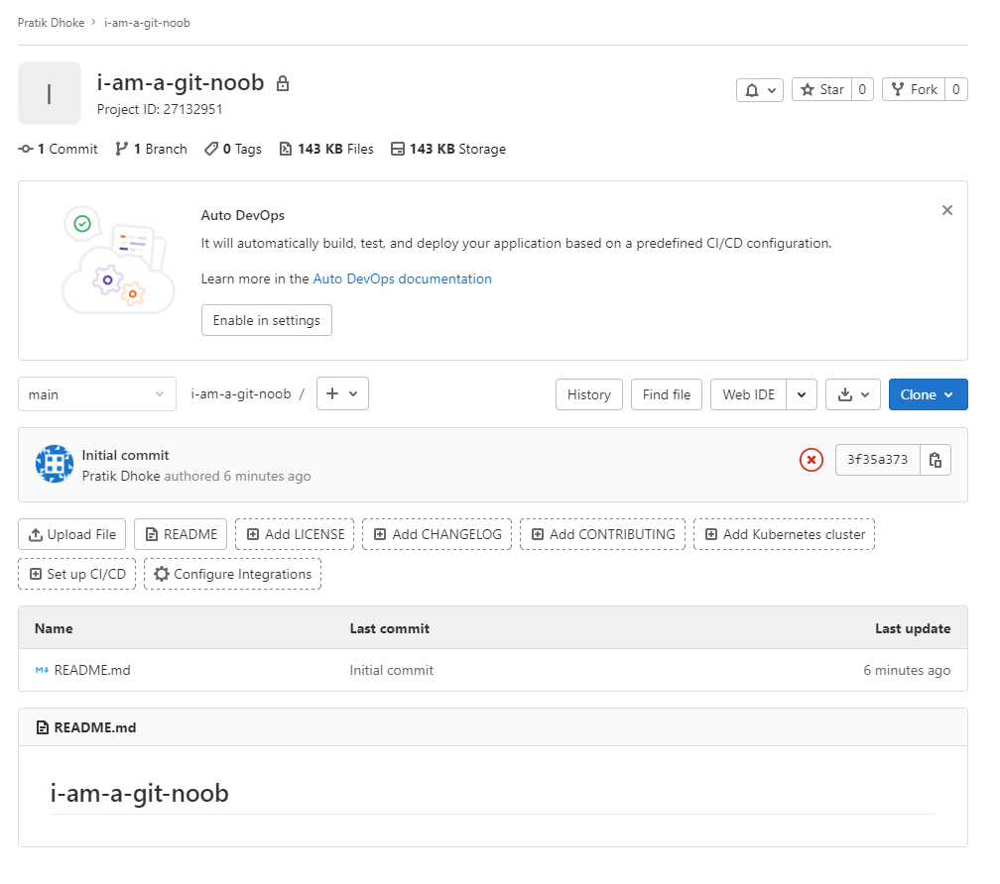 Pratik Dhoke > i-am-a-git-noob
I
i-am-a-git-noob
Project ID: 27132951
Star 0
Fork 0
1 Commit 1 Branch 0 Tags 143 KB Files 143 KB Storage
Auto DevOps
It will automatically build, test, and deploy your application based on a predefined CI/CD configuration.
Learn more in the Auto DevOps documentation
Enable in settings
main i-am-a-git-noob / History Find file Web IDE Clone
Initial commit
Pratik Dhoke authored 6 minutes ago
3f35a373
Upload File README Add LICENSE Add CHANGELOG Add CONTRIBUTING Add Kubernetes cluster
Set up CI/CD Configure Integrations
Name Last commit Last update
README.md Initial commit 6 minutes ago
README.md
i-am-a-git-noob